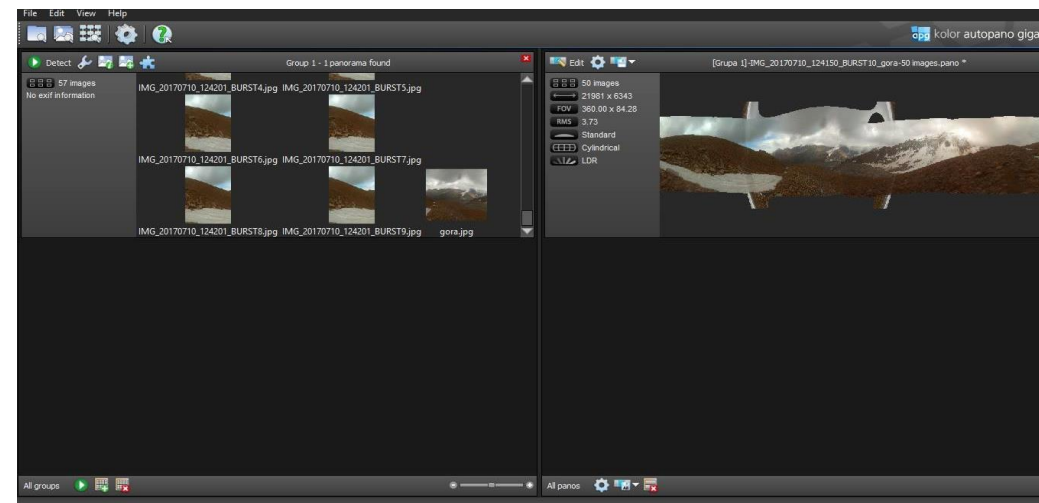 File Edit View Help
kolor autopano giga
Detect
Group 1 - 1 panorama found
57 images
No exif information
IMG_20170710_124201_BURST4.jpg IMG_20170710_124201_BURST5.jpg
IMG_20170710_124201_BURST6.jpg IMG_20170710_124201_BURST7.jpg
IMG_20170710_124201_BURST8.jpg IMG_20170710_124201_BURST9.jpg gora.jpg
All groups
Edit
[Grupa 1]-IMG_20170710_124150_BURST10_gora-50 images.pano *
50 images
21981 x 6343
FOV 360.00 x 84.28
RMS 3.73
Standard
Cylindrical
LDR
All panos